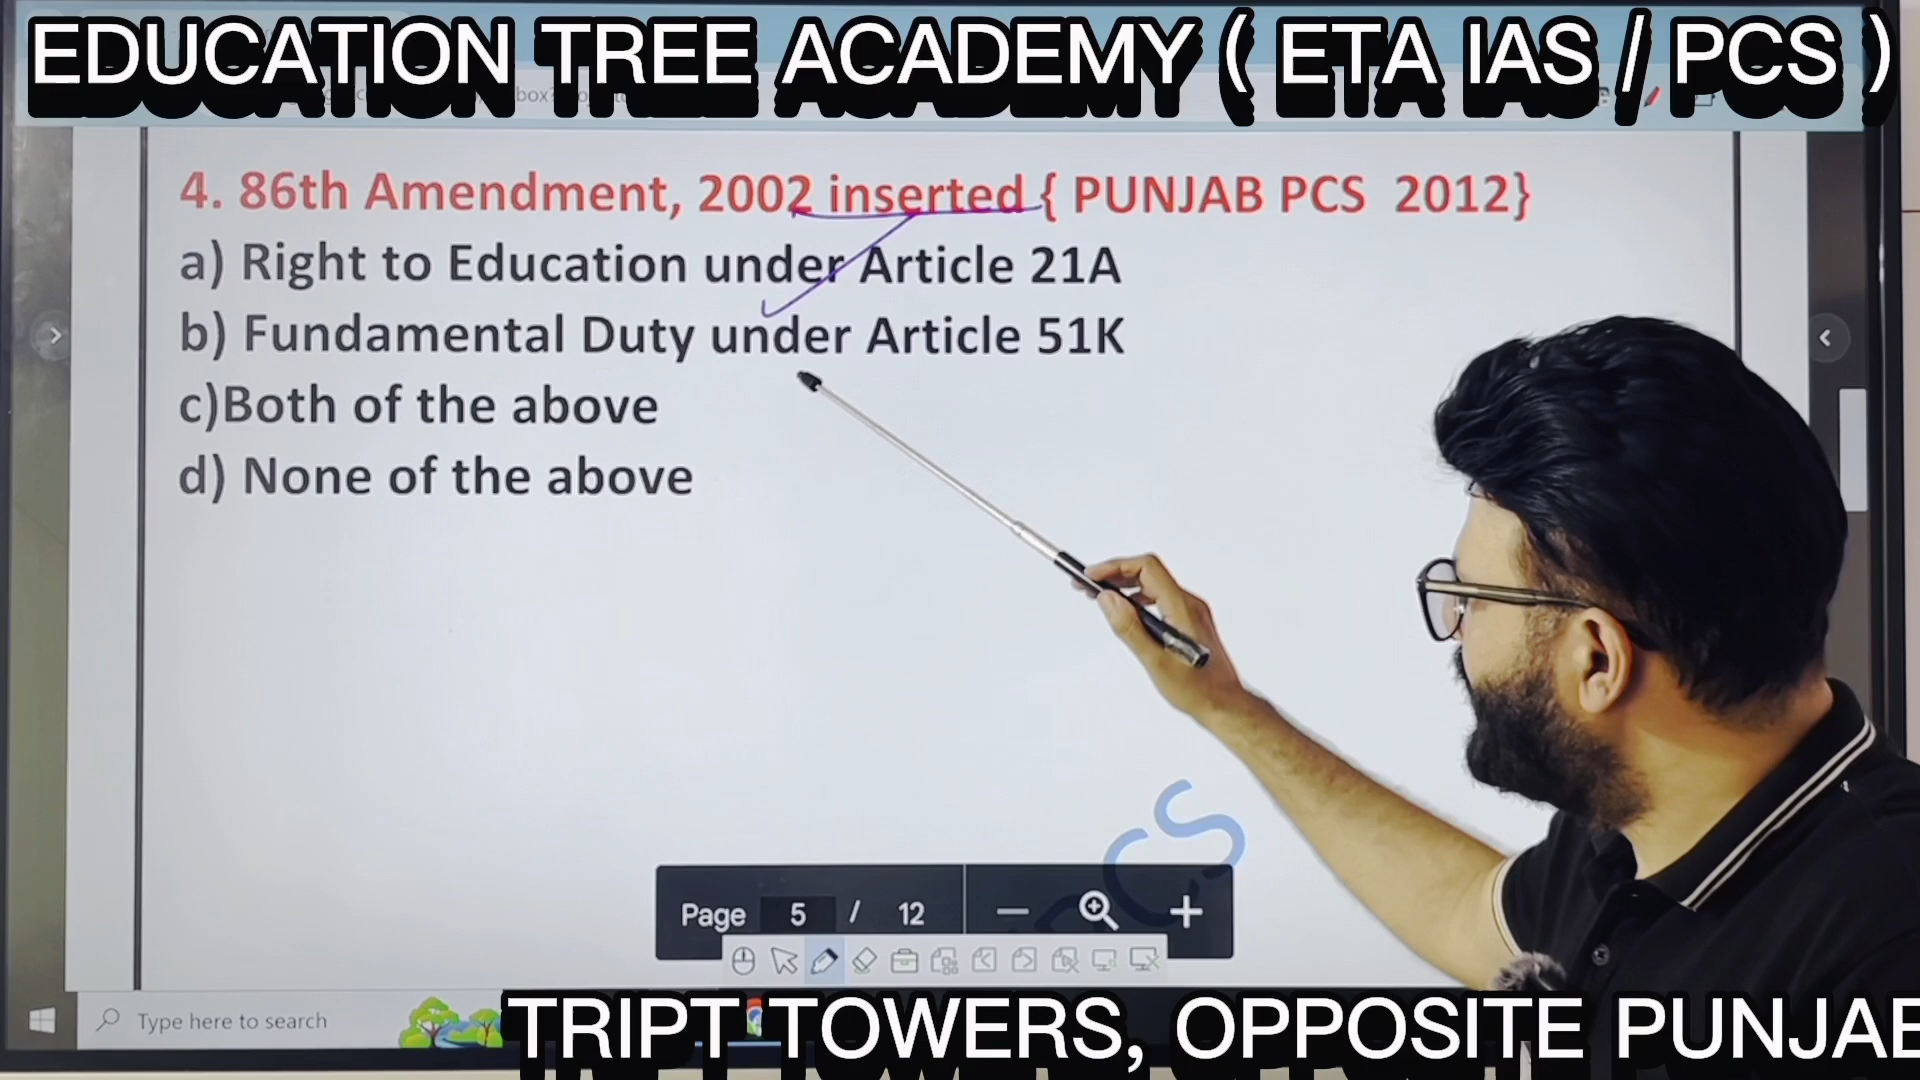 EDUCATION TREE ACADEMY ( ETA IAS / PCS )
4. 86th Amendment, 2002 inserted { PUNJAB PCS 2012}
a) Right to Education under Article 21A
b) Fundamental Duty under Article 51K
c)Both of the above
d) None of the above
PCS
Page 5 / 12
Type here to search
TRIPT TOWERS, OPPOSITE PUNJAB